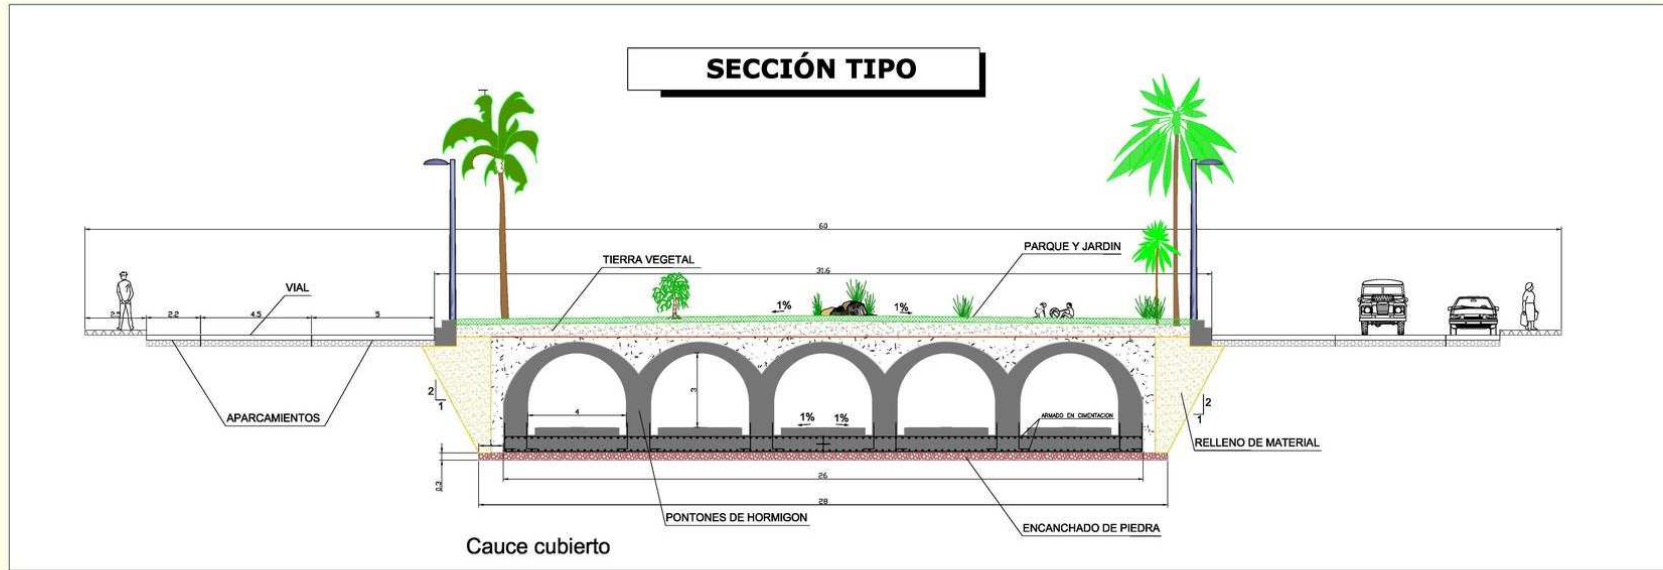 SECCIÓN TIPO
60
PARQUE Y JARDIN
TIERRA VEGETAL
31.6
VIAL
1%
1%
2.2
4.5
5
2
1
APARCAMIENTOS
3
4
1%
1%
ARMADO EN CIMENTACION
2
1
RELLENO DE MATERIAL
0.3
26
28
PONTONES DE HORMIGON
ENCANCHADO DE PIEDRA
Cauce cubierto